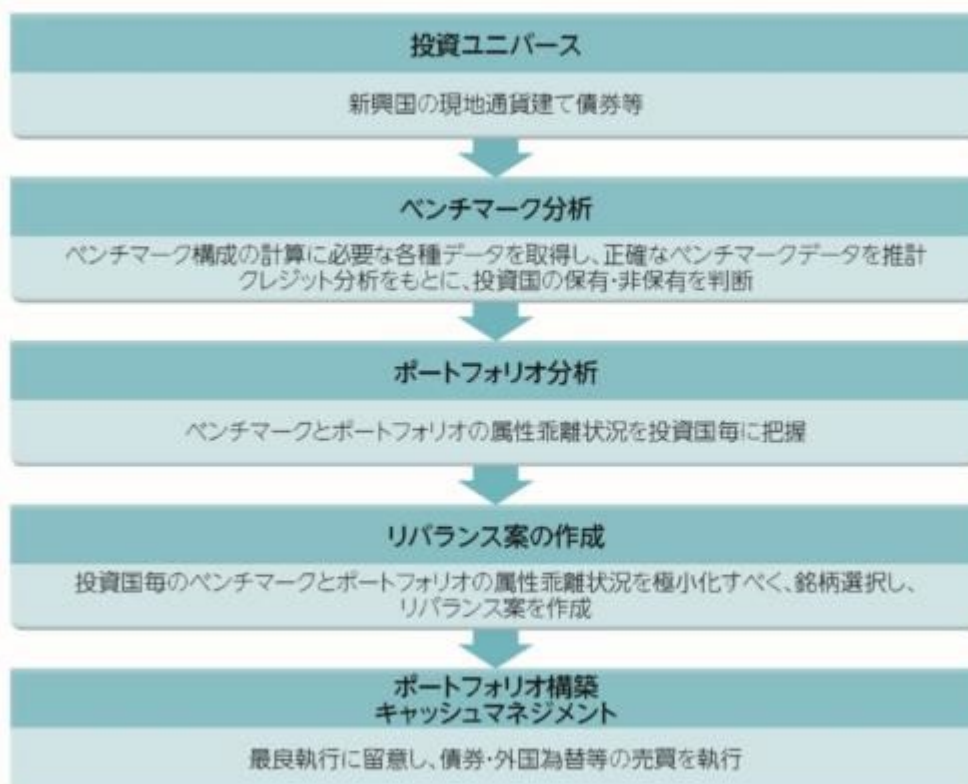 投資ユニバース
新興国の現地通貨建て債券等
ベンチマーク分析
ベンチマーク構成の計算に必要な各種データを取得し、正確なベンチマークデータを推計
クレジット分析をもとに、投資国の保有・非保有を判断
ポートフォリオ分析
ベンチマークとポートフォリオの属性乖離状況を投資国毎に把握
リバランス案の作成
投資国毎のベンチマークとポートフォリオの属性乖離状況を極小化すべく、銘柄選択し、
リバランス案を作成
ポートフォリオ構築
キャッシュマネジメント
最良執行に留意し、債券・外国為替等の売買を執行